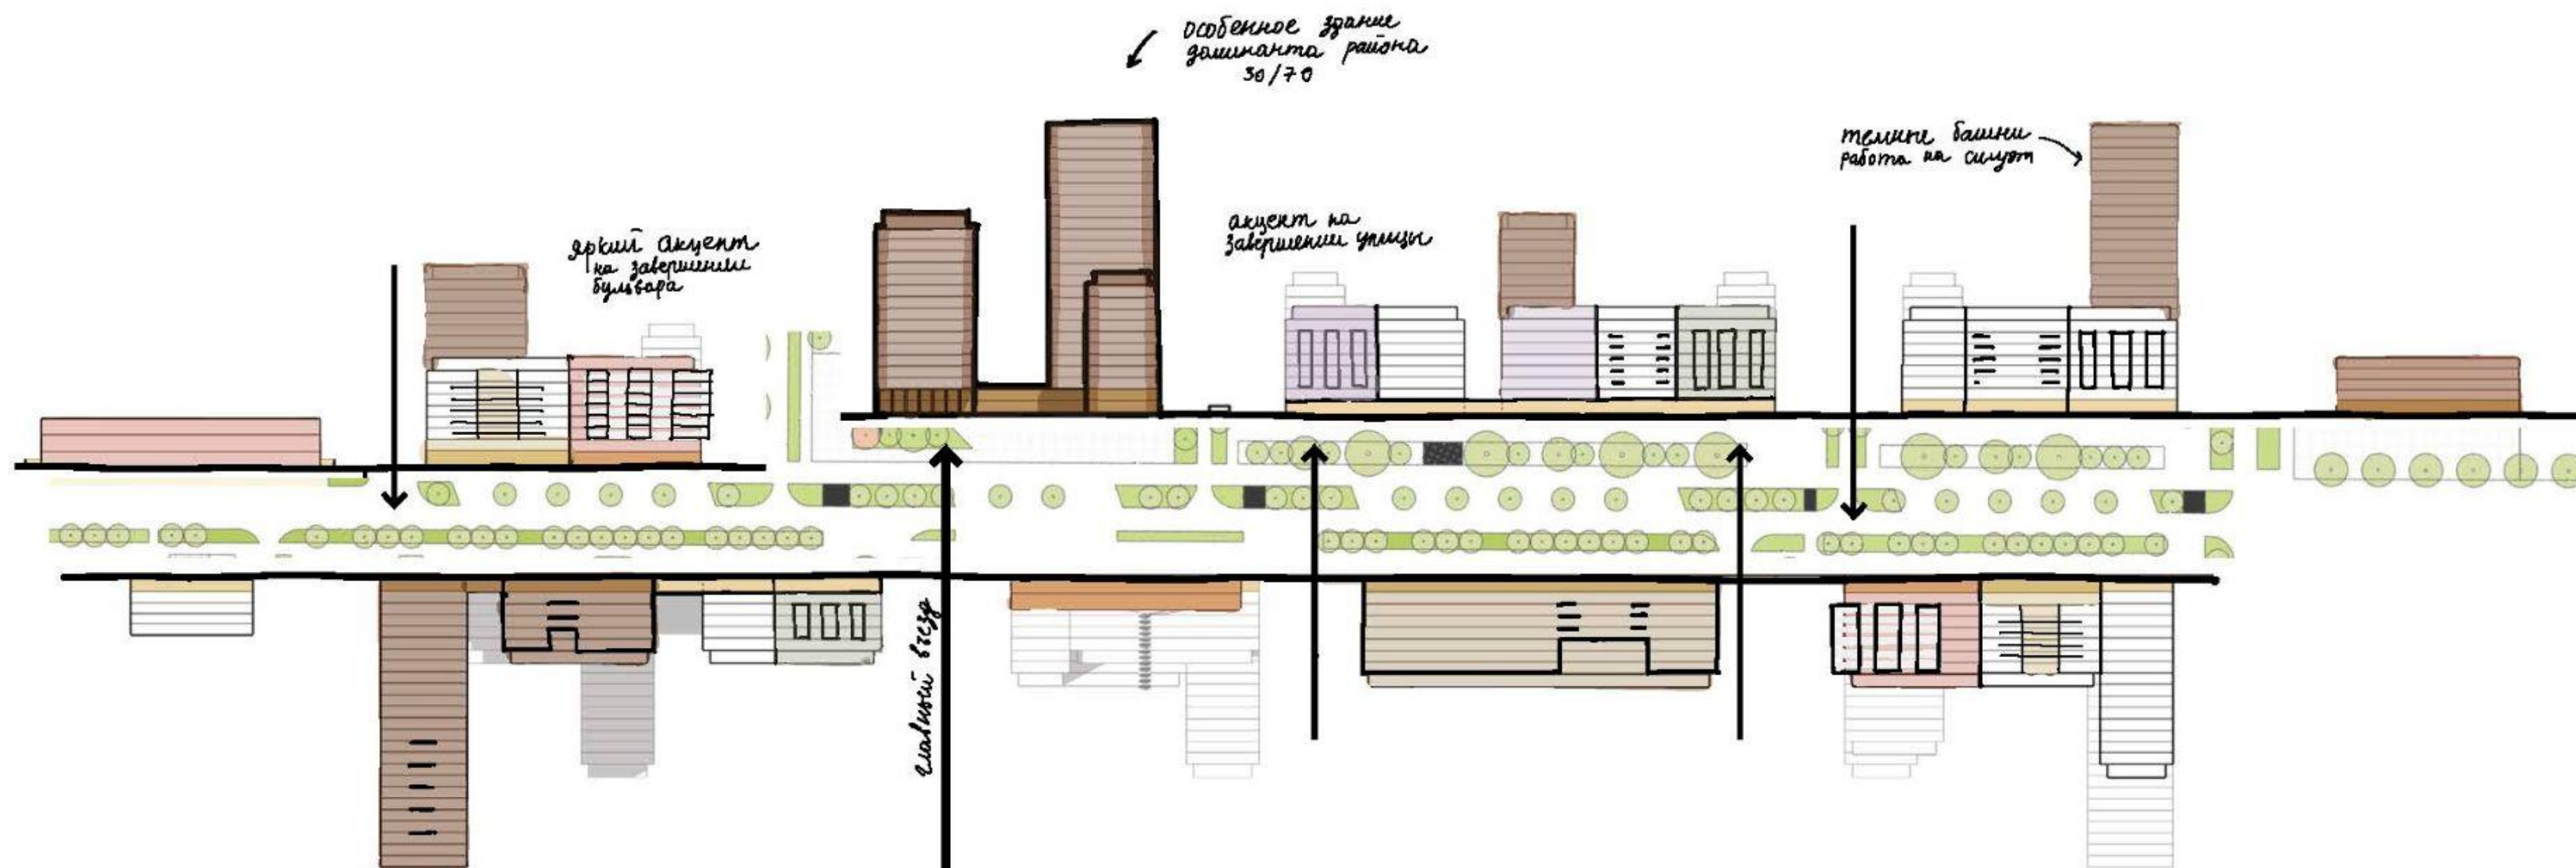 особенное здание
доминанта района
30/70
темные башни
работа на силуэт
яркий акцент
на завершении
бульвара
акцент на
завершении улицы
главный въезд